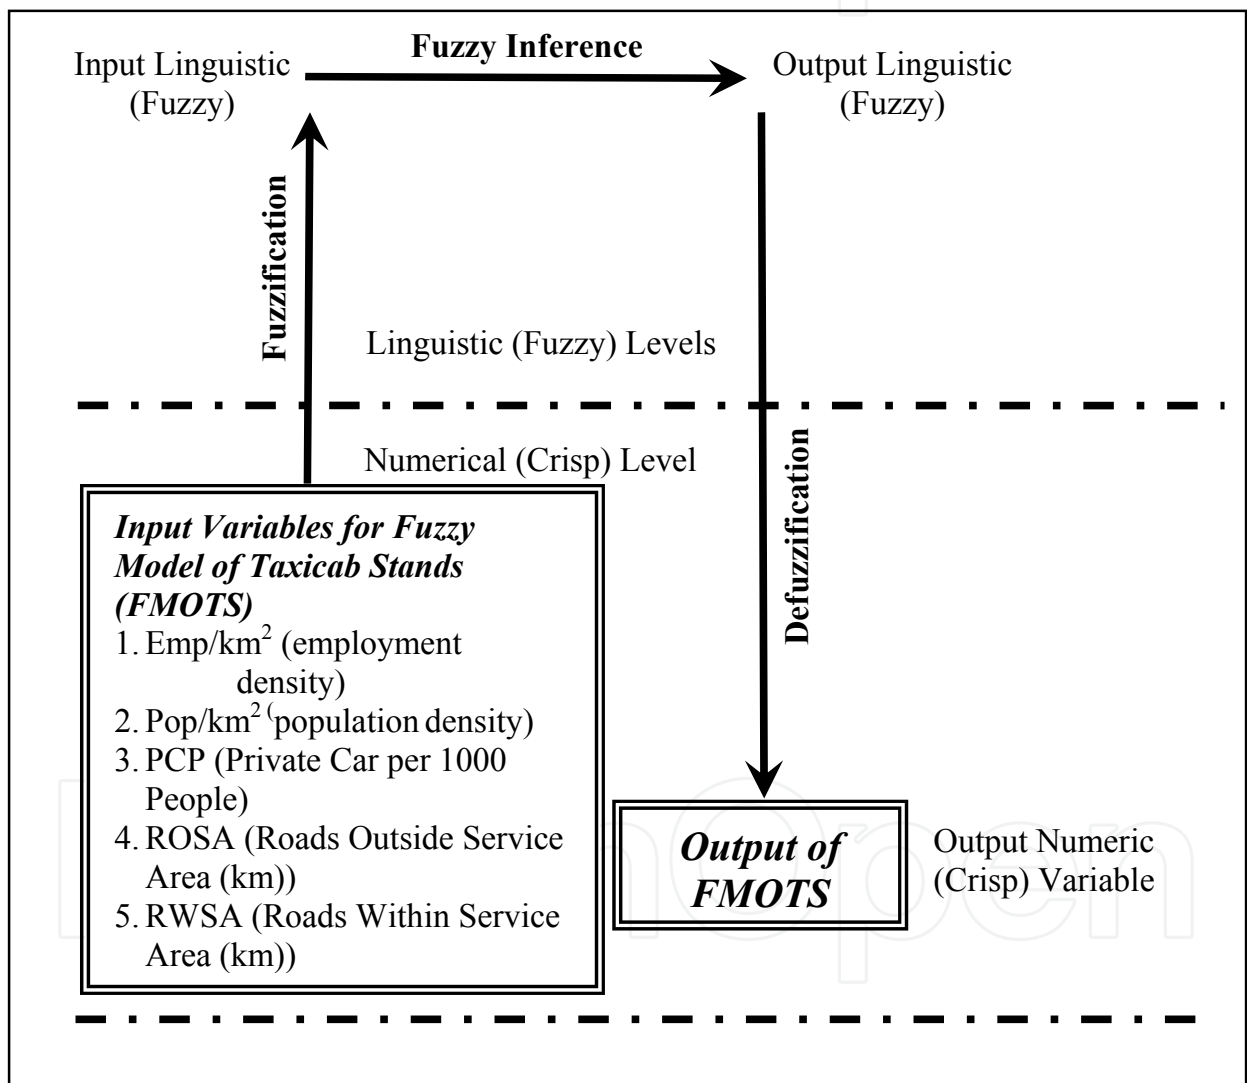 Fuzzy Inference
Input Linguistic
(Fuzzy)
Output Linguistic
(Fuzzy)
Fuzzification
Linguistic (Fuzzy) Levels
Numerical (Crisp) Level
Defuzzification
Input Variables for Fuzzy
Model of Taxicab Stands
(FMOTS)
1. Emp/km² (employment
density)
2. Pop/km² (population density)
3. PCP (Private Car per 1000
People)
4. ROSA (Roads Outside Service
Area (km))
5. RWSA (Roads Within Service
Area (km))
Output of
FMOTS
Output Numeric
(Crisp) Variable